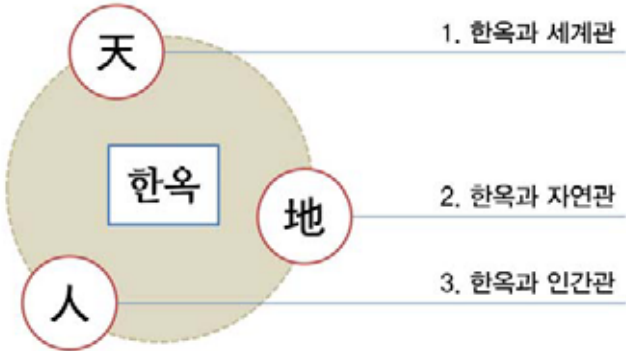 天
1. 한옥과 세계관
한옥
地
2. 한옥과 자연관
人
3. 한옥과 인간관